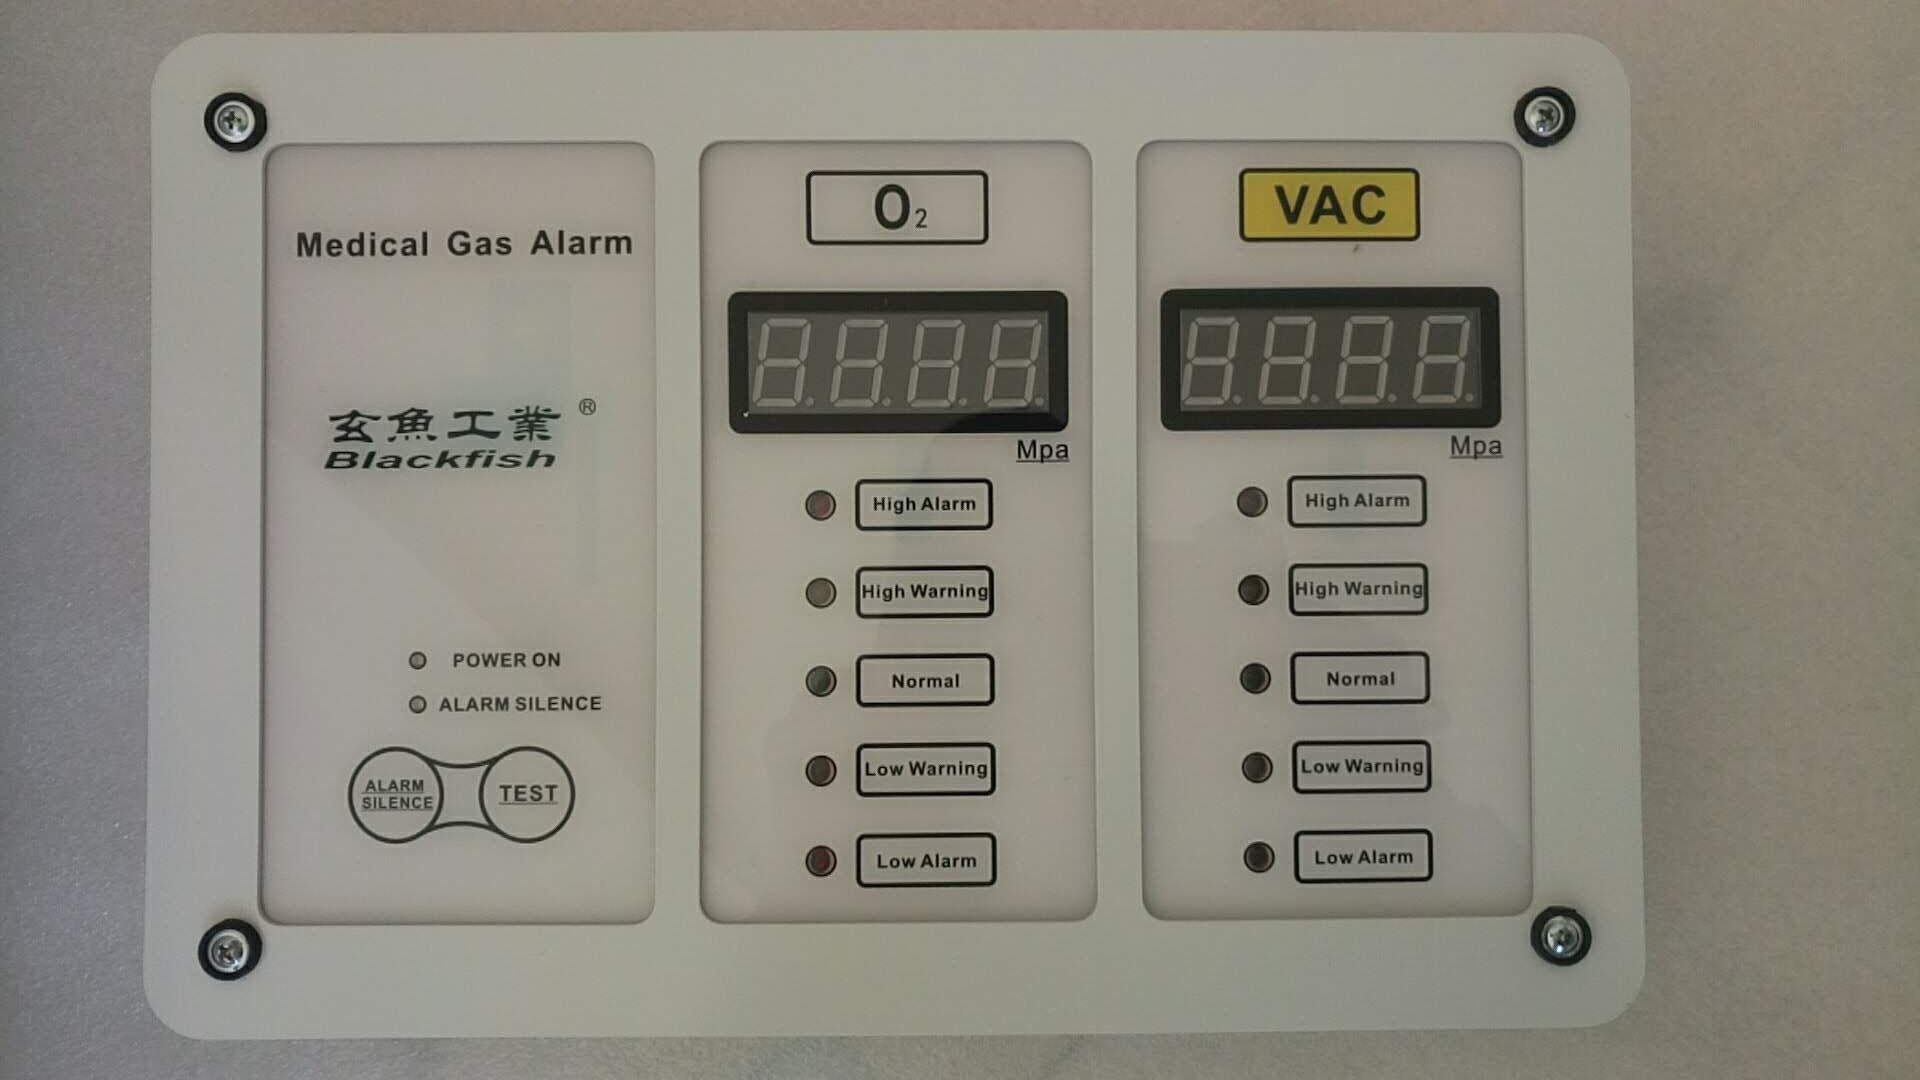 Medical Gas Alarm
玄魚工業®
Blackfish
POWER ON
ALARM SILENCE
ALARM
SILENCE
TEST
O₂
Mpa
High Alarm
High Warning
Normal
Low Warning
Low Alarm
VAC
Mpa
High Alarm
High Warning
Normal
Low Warning
Low Alarm